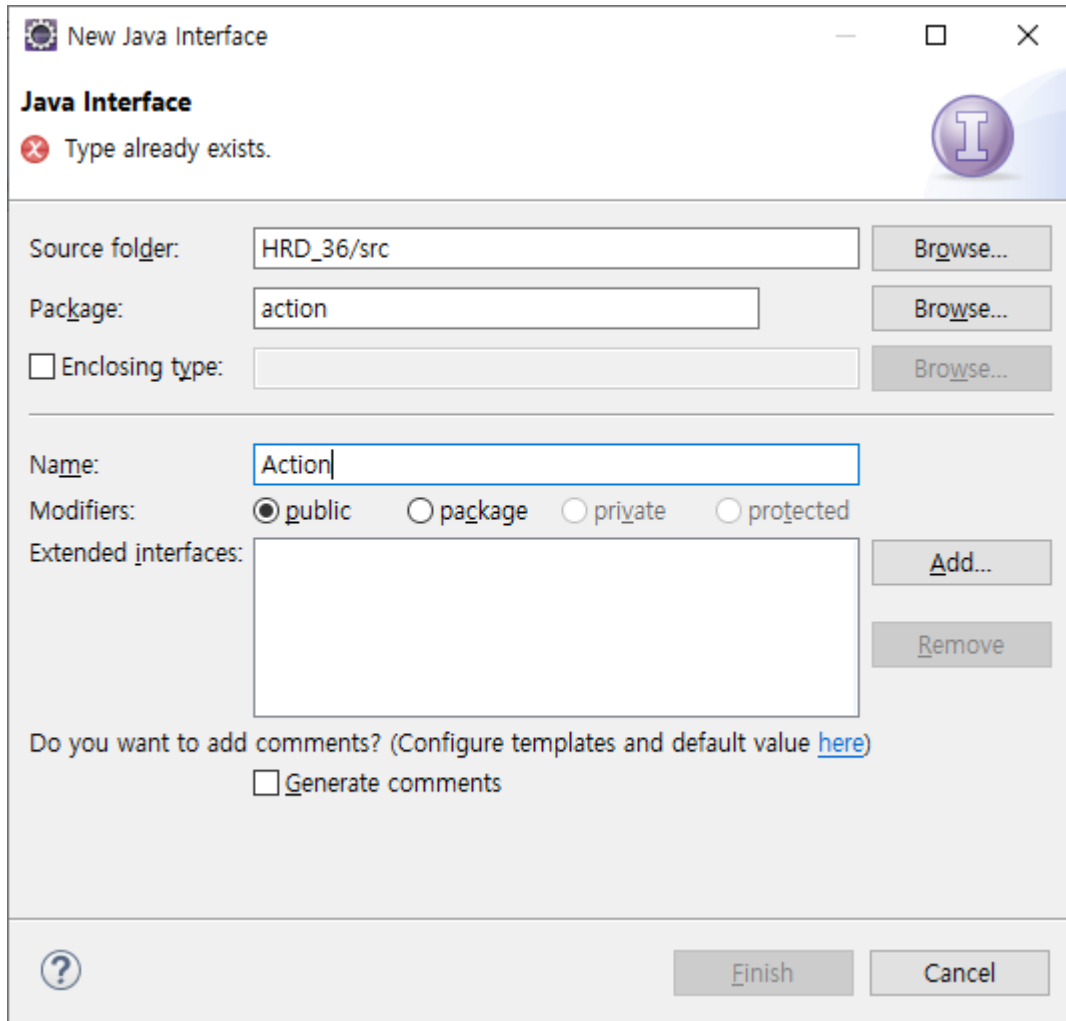 New Java Interface
Java Interface
Type already exists.
Source folder: HRD_36/src Browse...
Package: action Browse...
Enclosing type: Browse...
Name: Action
Modifiers: public package private protected
Extended interfaces: Add...
Remove
Do you want to add comments? (Configure templates and default value here)
Generate comments
Finish Cancel